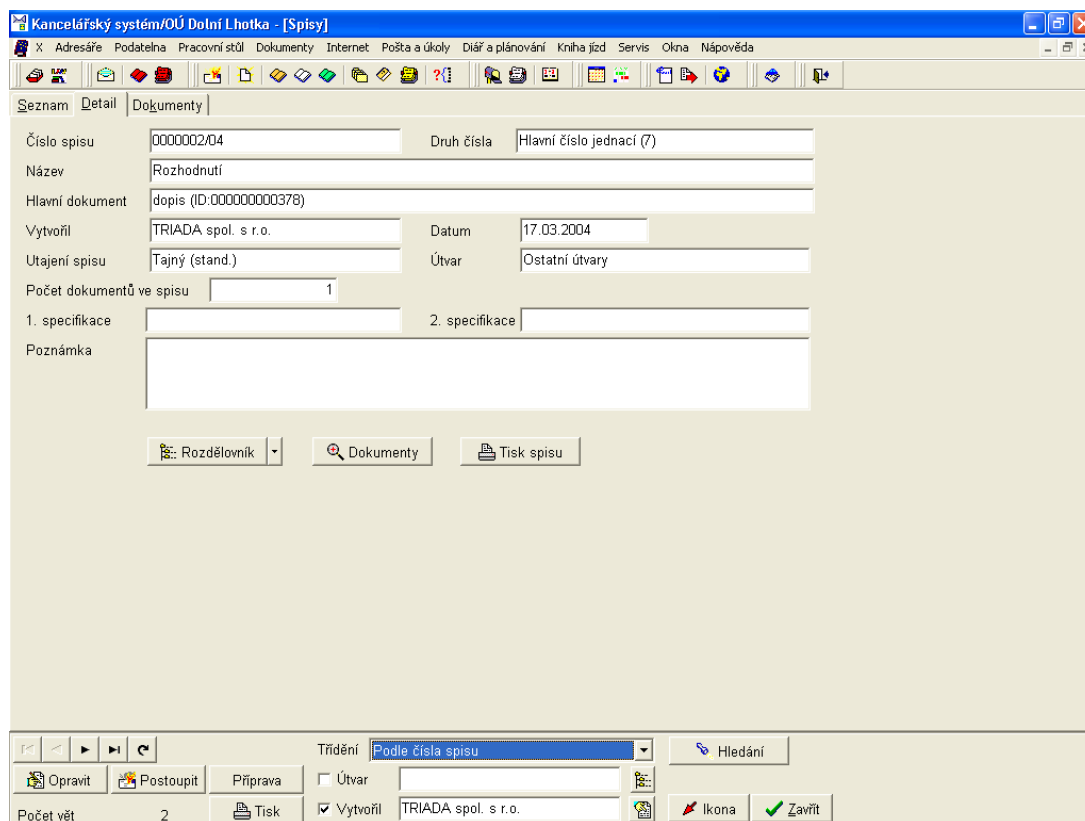 Kancelářský systém/OÚ Dolní Lhotka - [Spisy]
X Adresáře Podatelna Pracovní stůl Dokumenty Internet Pošta a úkoly Diář a plánování Kniha jízd Servis Okna Nápověda
Seznam Detail Dokumenty
Číslo spisu 0000002/04 Druh čísla Hlavní číslo jednací (7)
Název Rozhodnutí
Hlavní dokument dopis (ID:000000000378)
Vytvořil TRIADA spol. s r.o. Datum 17.03.2004
Utajení spisu Tajný (stand.) Útvar Ostatní útvary
Počet dokumentů ve spisu 1
1. specifikace 2. specifikace
Poznámka
Rozdělovník Dokumenty Tisk spisu
Třídění Podle čísla spisu Hledání
Opravit Postoupit Příprava Útvar
Počet vět 2 Tisk Vytvořil TRIADA spol. s r.o. Ikona Zavřít